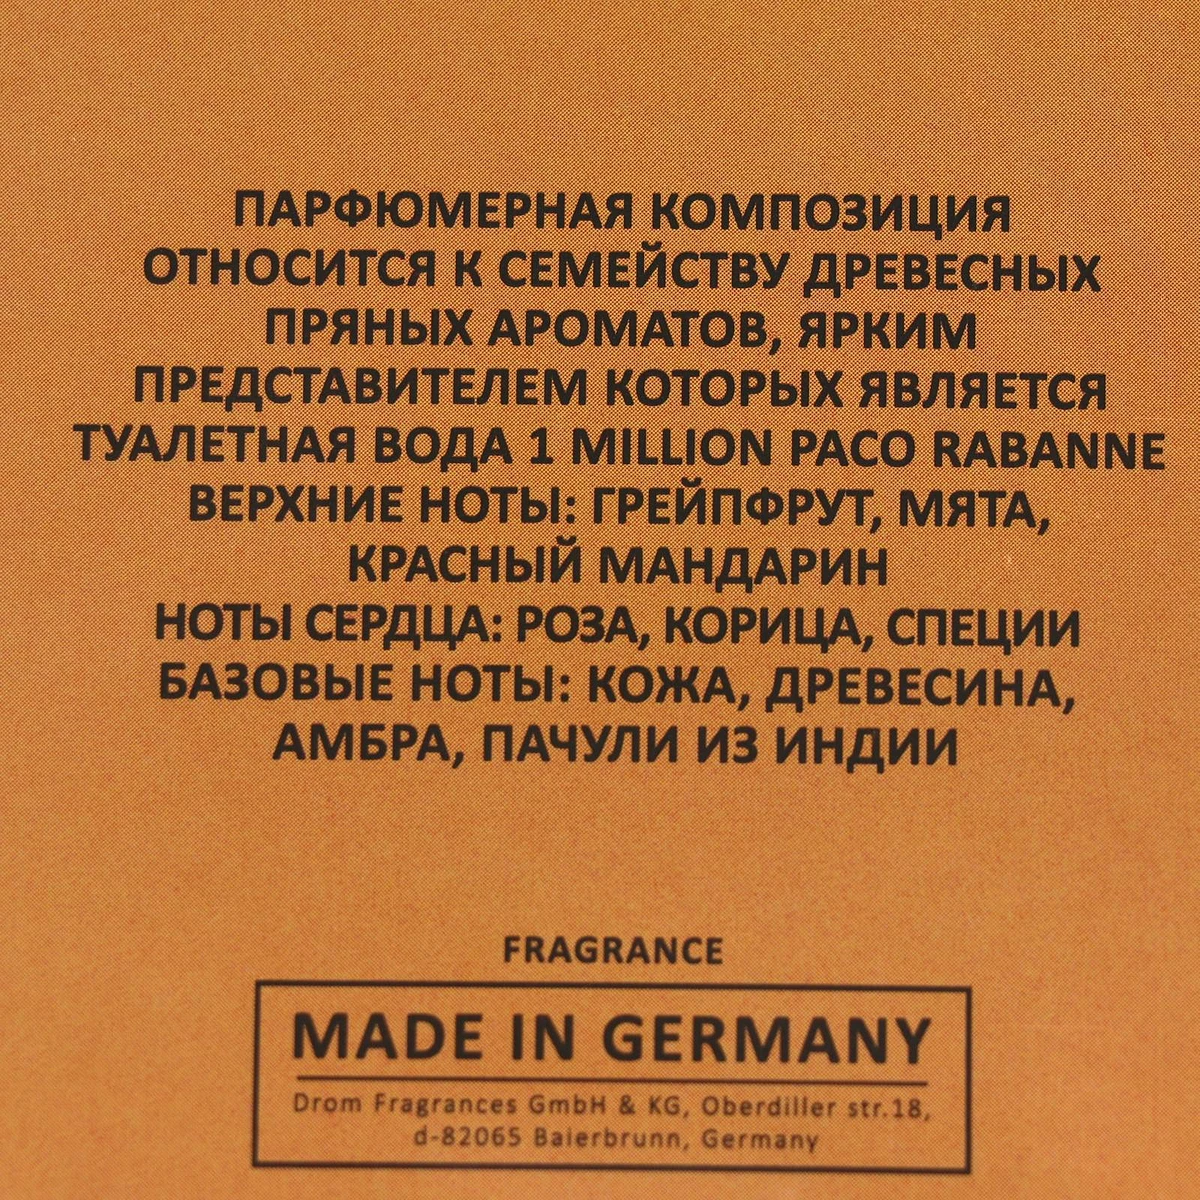 ПАРФЮМЕРНАЯ КОМПОЗИЦИЯ
ОТНОСИТСЯ К СЕМЕЙСТВУ ДРЕВЕСНЫХ
ПРЯНЫХ АРОМАТОВ, ЯРКИМ
ПРЕДСТАВИТЕЛЕМ КОТОРЫХ ЯВЛЯЕТСЯ
ТУАЛЕТНАЯ ВОДА 1 MILLION PACO RABANNE
ВЕРХНИЕ НОТЫ: ГРЕЙПФРУТ, МЯТА,
КРАСНЫЙ МАНДАРИН
НОТЫ СЕРДЦА: РОЗА, КОРИЦА, СПЕЦИИ
БАЗОВЫЕ НОТЫ: КОЖА, ДРЕВЕСИНА,
АМБРА, ПАЧУЛИ ИЗ ИНДИИ
FRAGRANCE
MADE IN GERMANY
Drom Fragrances GmbH & KG, Oberdiller str.18,
d-82065 Baierbrunn, Germany